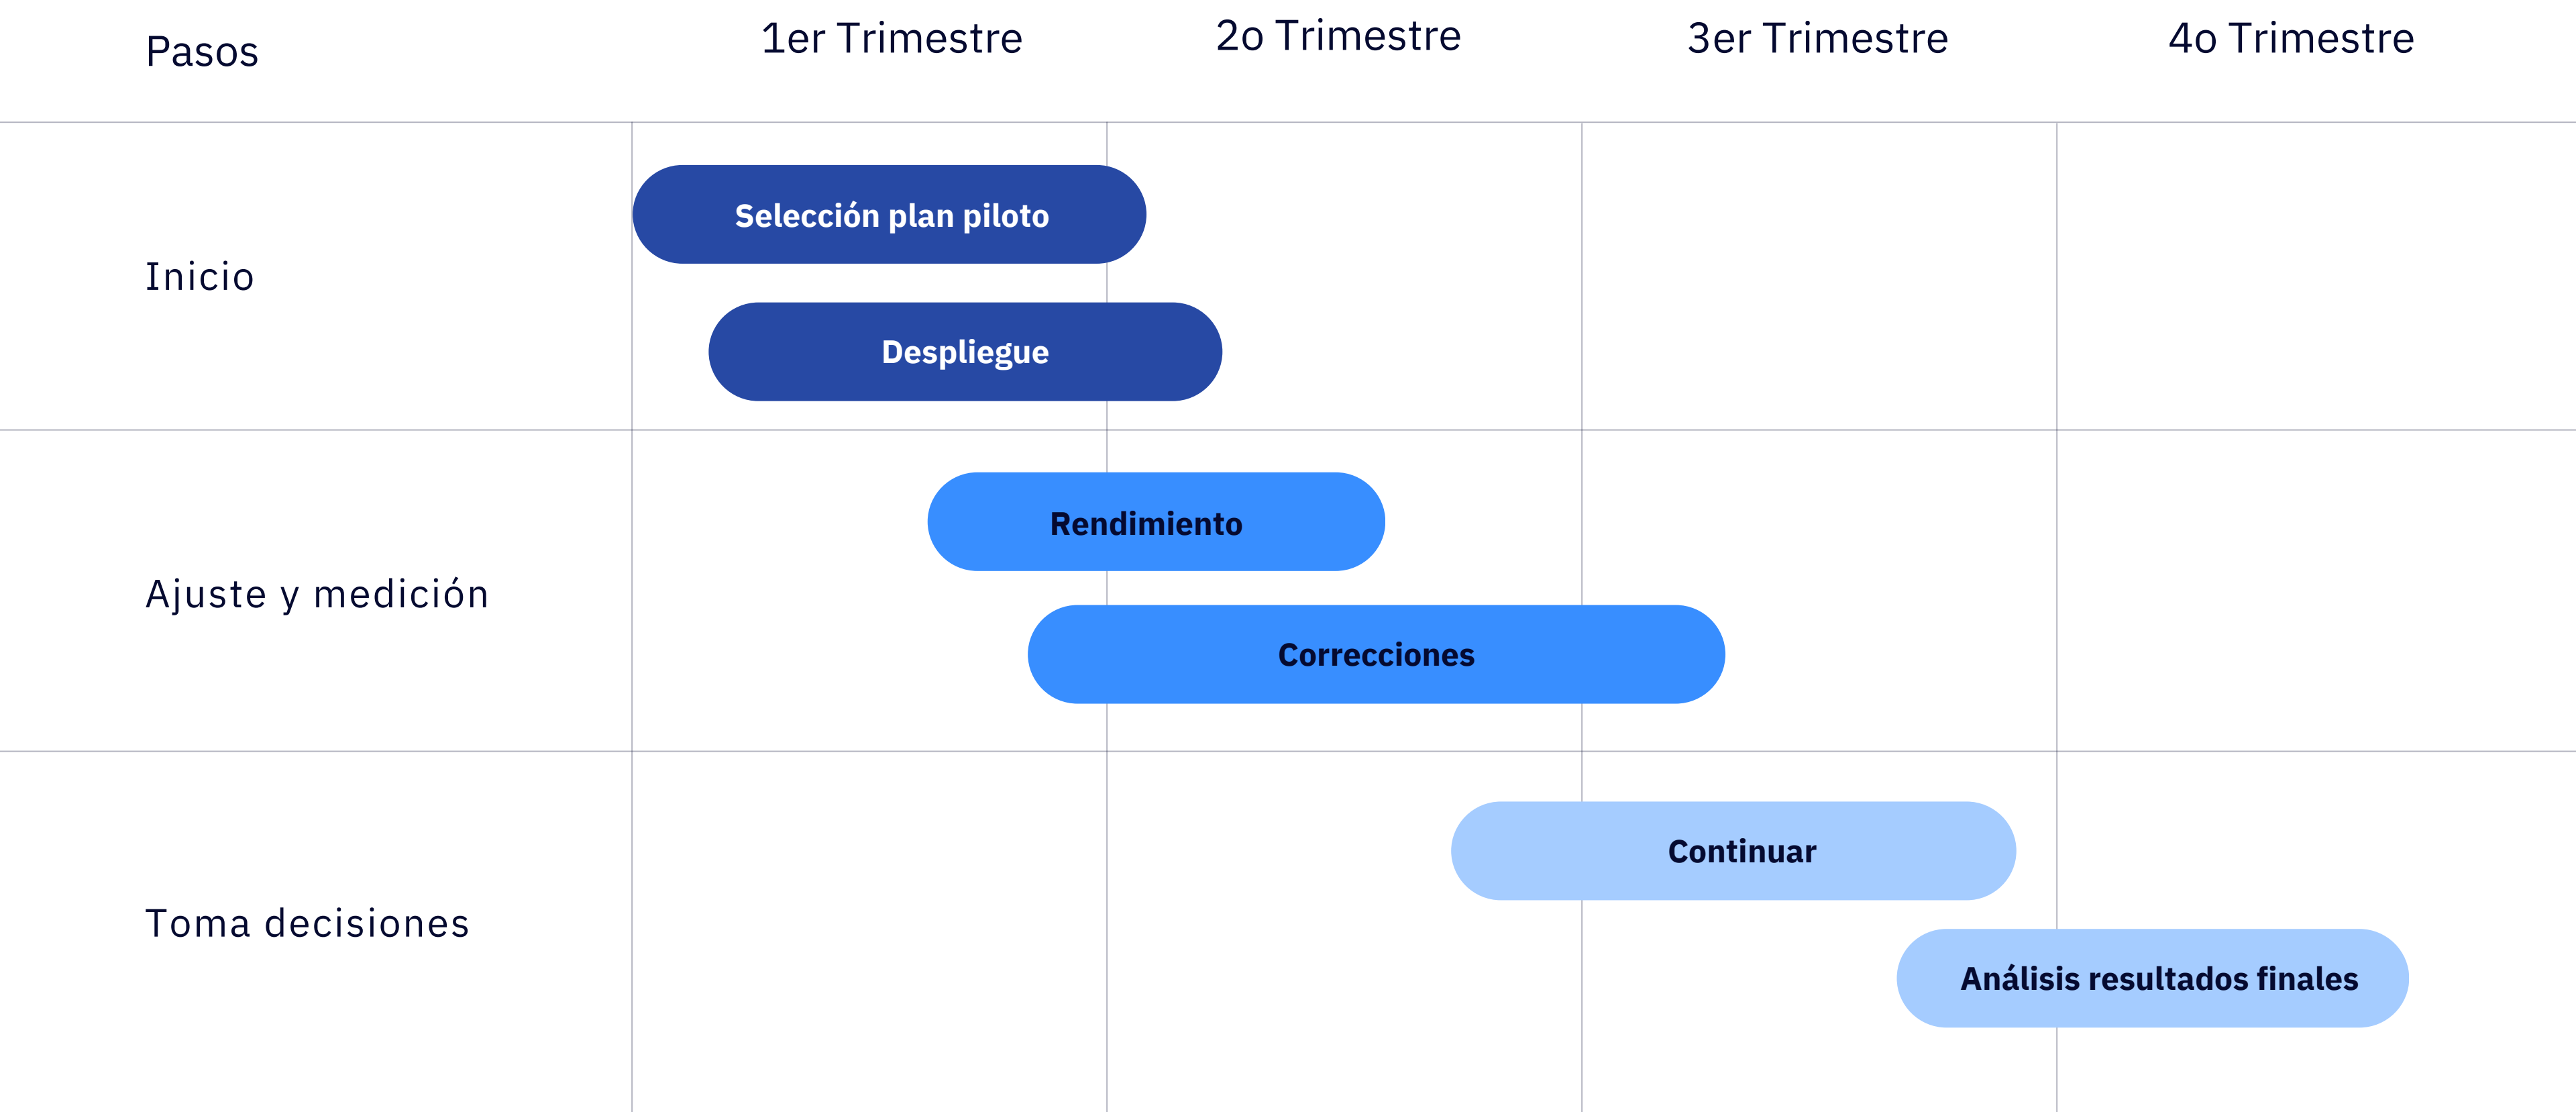 Pasos
1er Trimestre
2o Trimestre
3er Trimestre
4o Trimestre
Inicio
Selección plan piloto
Despliegue
Ajuste y medición
Rendimiento
Correcciones
Toma decisiones
Continuar
Análisis resultados finales